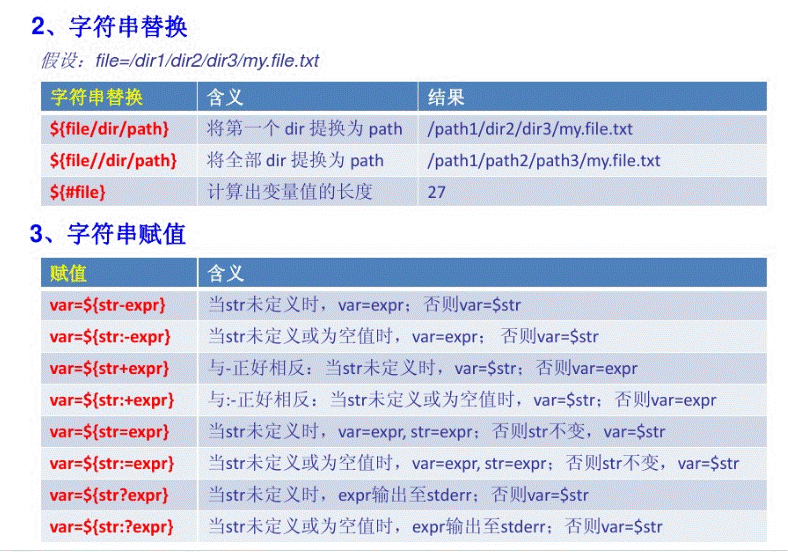 2、字符串替换
假设：file=/dir1/dir2/dir3/my.file.txt
字符串替换 含义 结果
${file/dir/path} 将第一个 dir 提换为 path /path1/dir2/dir3/my.file.txt
${file//dir/path} 将全部 dir 提换为 path /path1/path2/path3/my.file.txt
${#file} 计算出变量值的长度 27
3、字符串赋值
赋值 含义
var=${str-expr} 当str未定义时，var=expr；否则var=$str
var=${str:-expr} 当str未定义或为空值时，var=expr； 否则var=$str
var=${str+expr} 与-正好相反：当str未定义时，var=$str；否则var=expr
var=${str:+expr} 与:-正好相反：当str未定义或为空值时，var=$str；否则var=expr
var=${str=expr} 当str未定义时，var=expr, str=expr；否则str不变，var=$str
var=${str:=expr} 当str未定义或为空值时，var=expr, str=expr；否则str不变，var=$str
var=${str?expr} 当str未定义时，expr输出至stderr；否则var=$str
var=${str:?expr} 当str未定义或为空值时，expr输出至stderr；否则var=$str